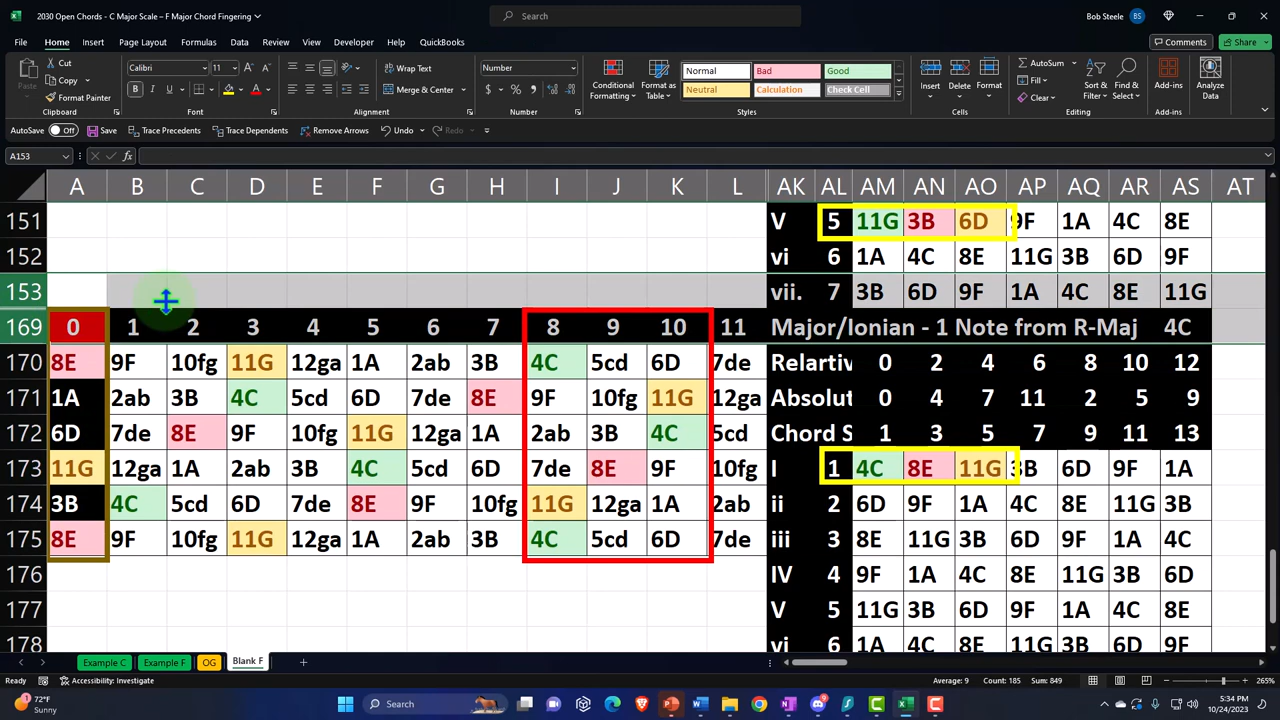 2030 Open Chords - C Major Scale – F Major Chord Fingering
Search
Bob Steele BS
File Home Insert Page Layout Formulas Data Review View Developer Help QuickBooks Comments Share
Paste Cut Copy Format Painter Clipboard
Calibri 11 B I U Font
Wrap Text Merge & Center Alignment
Number $ % Number
Conditional Formatting Format as Table
Normal Bad Good
Neutral Calculation Check Cell
Styles
Insert Delete Format Cells
AutoSum Fill Clear Sort & Filter Find & Select Editing
Add-ins Add-ins
Analyze Data
AutoSave Off Save Trace Precedents Trace Dependents Remove Arrows Undo Redo
A153 fx
A B C D E F G H I J K L AK AL AM AN AO AP AQ AR AS AT
151 V 5 11G 3B 6D 9F 1A 4C 8E
152 vi 6 1A 4C 8E 11G 3B 6D 9F
153 vii. 7 3B 6D 9F 1A 4C 8E 11G
169 0 1 2 3 4 5 6 7 8 9 10 11 Major/Ionian - 1 Note from R-Maj 4C
170 8E 9F 10fg 11G 12ga 1A 2ab 3B 4C 5cd 6D 7de Relartiv 0 2 4 6 8 10 12
171 1A 2ab 3B 4C 5cd 6D 7de 8E 9F 10fg 11G 12ga Absolut 0 4 7 11 2 5 9
172 6D 7de 8E 9F 10fg 11G 12ga 1A 2ab 3B 4C 5cd Chord S 1 3 5 7 9 11 13
173 11G 12ga 1A 2ab 3B 4C 5cd 6D 7de 8E 9F 10fg I 1 4C 8E 11G 3B 6D 9F 1A
174 3B 4C 5cd 6D 7de 8E 9F 10fg 11G 12ga 1A 2ab ii 2 6D 9F 1A 4C 8E 11G 3B
175 8E 9F 10fg 11G 12ga 1A 2ab 3B 4C 5cd 6D 7de iii 3 8E 11G 3B 6D 9F 1A 4C
176 IV 4 9F 1A 4C 8E 11G 3B 6D
177 V 5 11G 3B 6D 9F 1A 4C 8E
178 vi 6 1A 4C 8E 11G 3B 6D 9F
Example C Example F OG Blank F
Ready Accessibility: Investigate Average: 9 Count: 185 Sum: 849 265%
72°F
Sunny
Search
5:34 PM
10/24/2023